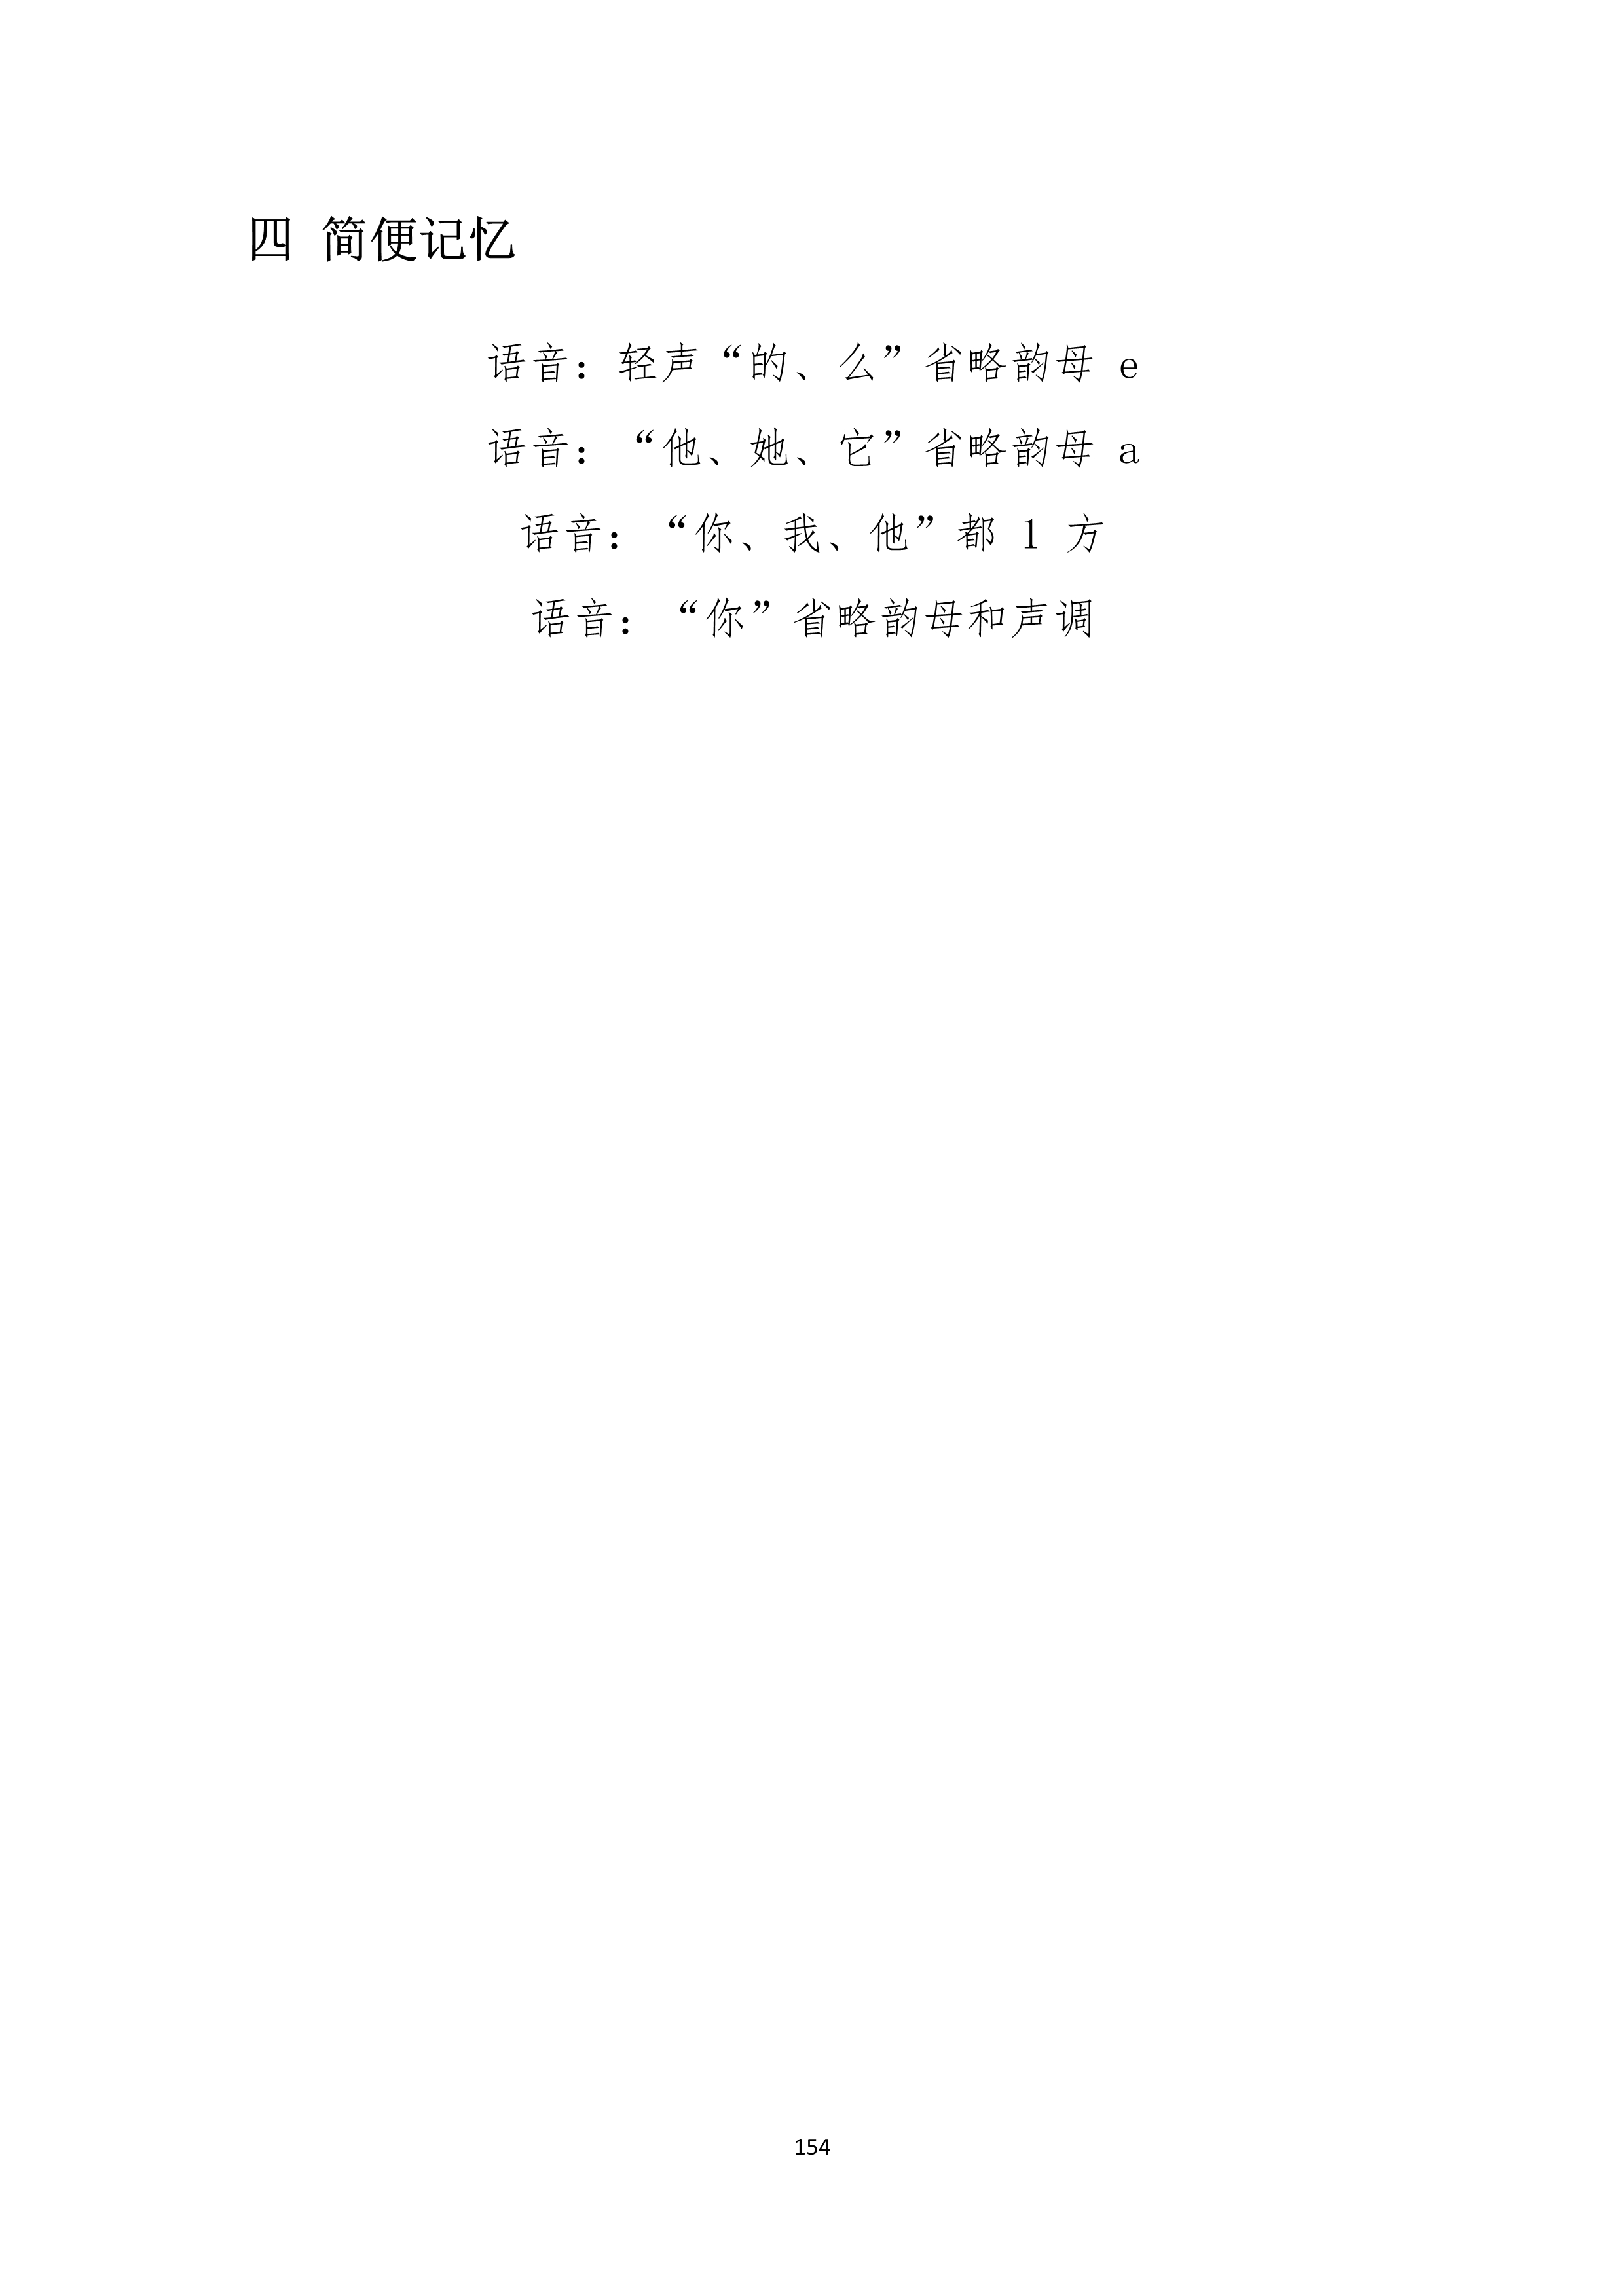 四 简便记忆
语音：轻声“的、么”省略韵母 e
语音：“他、她、它”省略韵母 a
语音：“你、我、他”都 1 方
语音：“你”省略韵母和声调
154